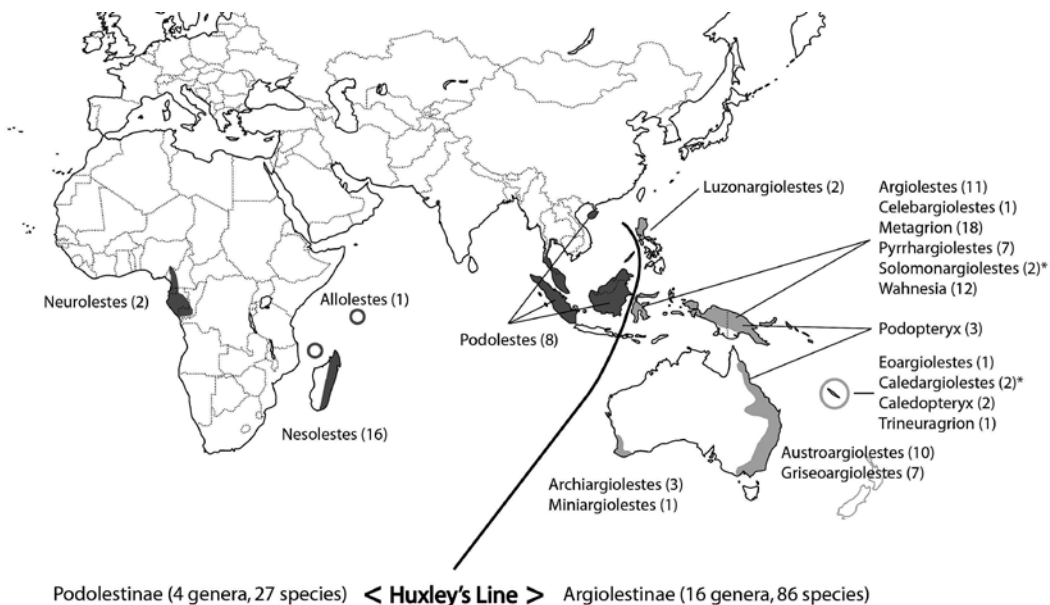 Luzonargiolestes (2)
Argiolestes (11)
Celebargiolestes (1)
Metagrion (18)
Pyrrhargiolestes (7)
Solomonargiolestes (2)*
Wahnesia (12)
Neurolestes (2)
Allolestes (1)
Podolestes (8)
Podopteryx (3)
Eoargiolestes (1)
Caledargiolestes (2)*
Caledopteryx (2)
Trineuragrion (1)
Nesolestes (16)
Austroargiolestes (10)
Griseoargiolestes (7)
Archiargiolestes (3)
Miniargiolestes (1)
Podolestinae (4 genera, 27 species) < Huxley's Line > Argiolestinae (16 genera, 86 species)